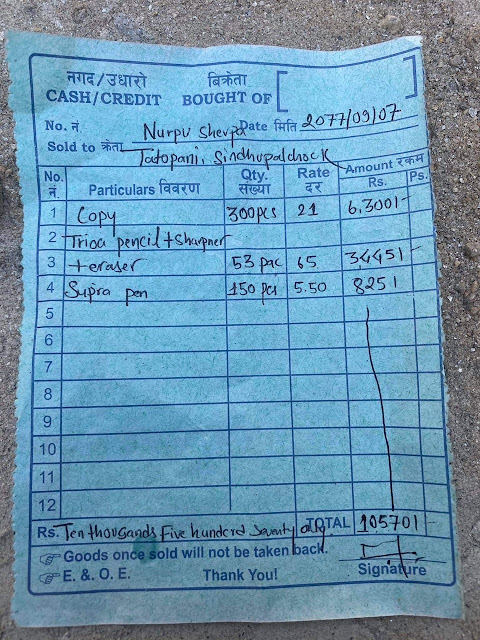 नगद/उधारो बिक्रेता
CASH/CREDIT BOUGHT OF
No. नं. Nurpu Sherpa Date मिति 2077/09/07
Sold to क्रेता Tatopani, Sindhupalchock
No. नं. Particulars विवरण Qty. संख्या Rate दर Amount रकम Rs. Ps.
1 Copy 300pcs 21 6,300/-
2 Trioa pencil + sharpner
3 + eraser 53 pac 65 3445/-
4 Supra pen 150 pcs 5.50 825/
5
6
7
8
9
10
11
12
Rs. Ten thousands Five hundred seventy only TOTAL 10570/-
Goods once sold will not be taken back.
E. & O. E. Thank You! Signature